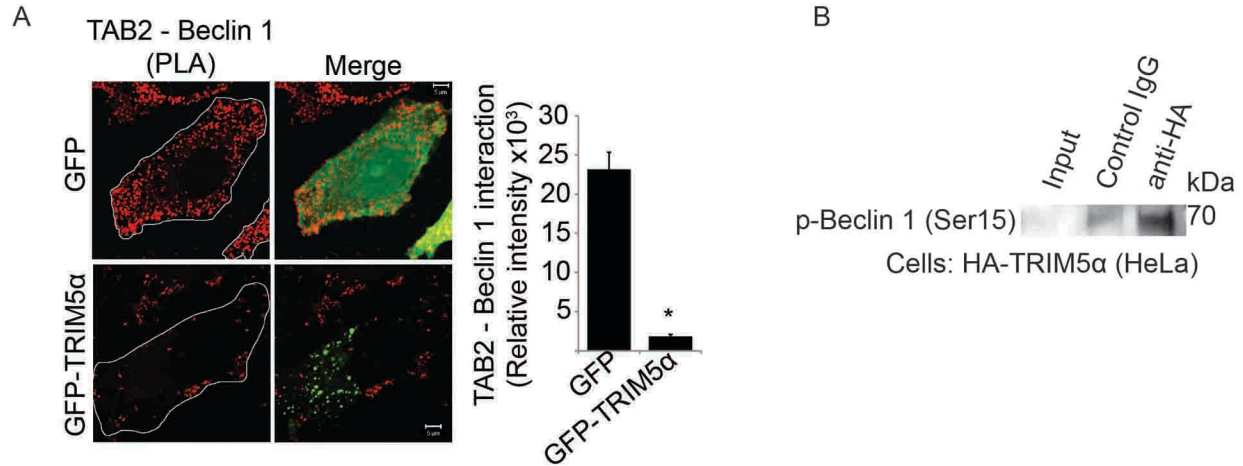 A
TAB2 - Beclin 1
(PLA)
Merge
GFP
GFP-TRIM5α
5 µm
5 µm
TAB2 - Beclin 1 interaction
(Relative intensity x10³)
30
25
20
15
10
5
*
GFP
GFP-TRIM5α
B
Input
Control IgG
anti-HA
kDa
p-Beclin 1 (Ser15)
70
Cells: HA-TRIM5α (HeLa)